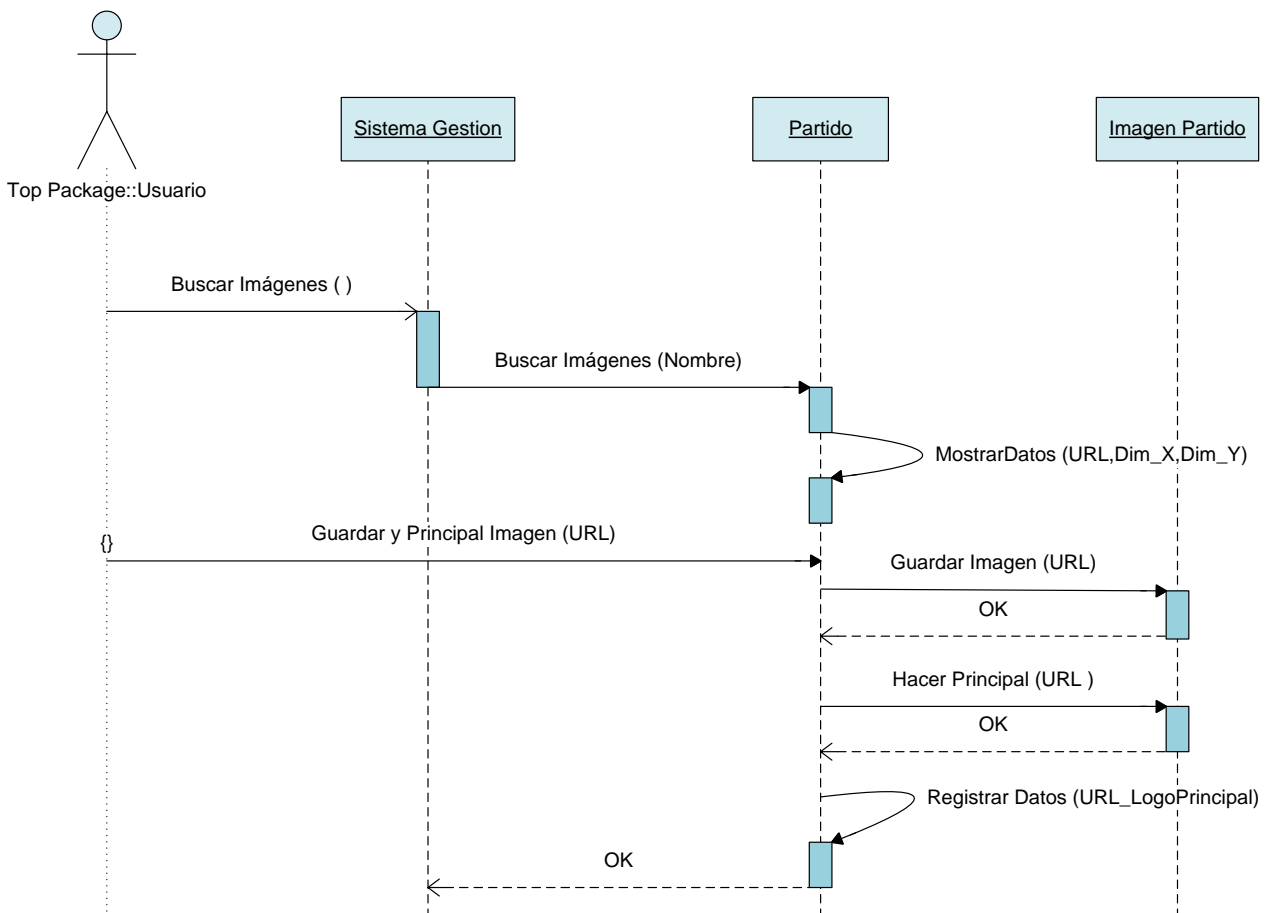 Sistema Gestion
Partido
Imagen Partido
Top Package::Usuario
Buscar Imágenes ( )
Buscar Imágenes (Nombre)
MostrarDatos (URL,Dim_X,Dim_Y)
{}
Guardar y Principal Imagen (URL)
Guardar Imagen (URL)
OK
Hacer Principal (URL )
OK
Registrar Datos (URL_LogoPrincipal)
OK